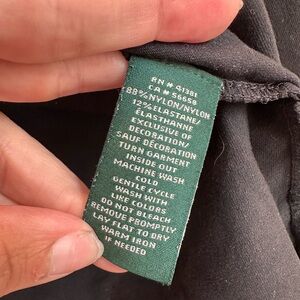 RN # 41381
CA # 56650
88% NYLON/NYLON
12% ELASTANE/
ÉLASTHANNE
EXCLUSIVE OF
DECORATION/
SAUF DÉCORATION
TURN GARMENT
INSIDE OUT
MACHINE WASH
COLD
GENTLE CYCLE
WASH WITH
LIKE COLORS
DO NOT BLEACH
REMOVE PROMPTLY
LAY FLAT TO DRY
WARM IRON
IF NEEDED